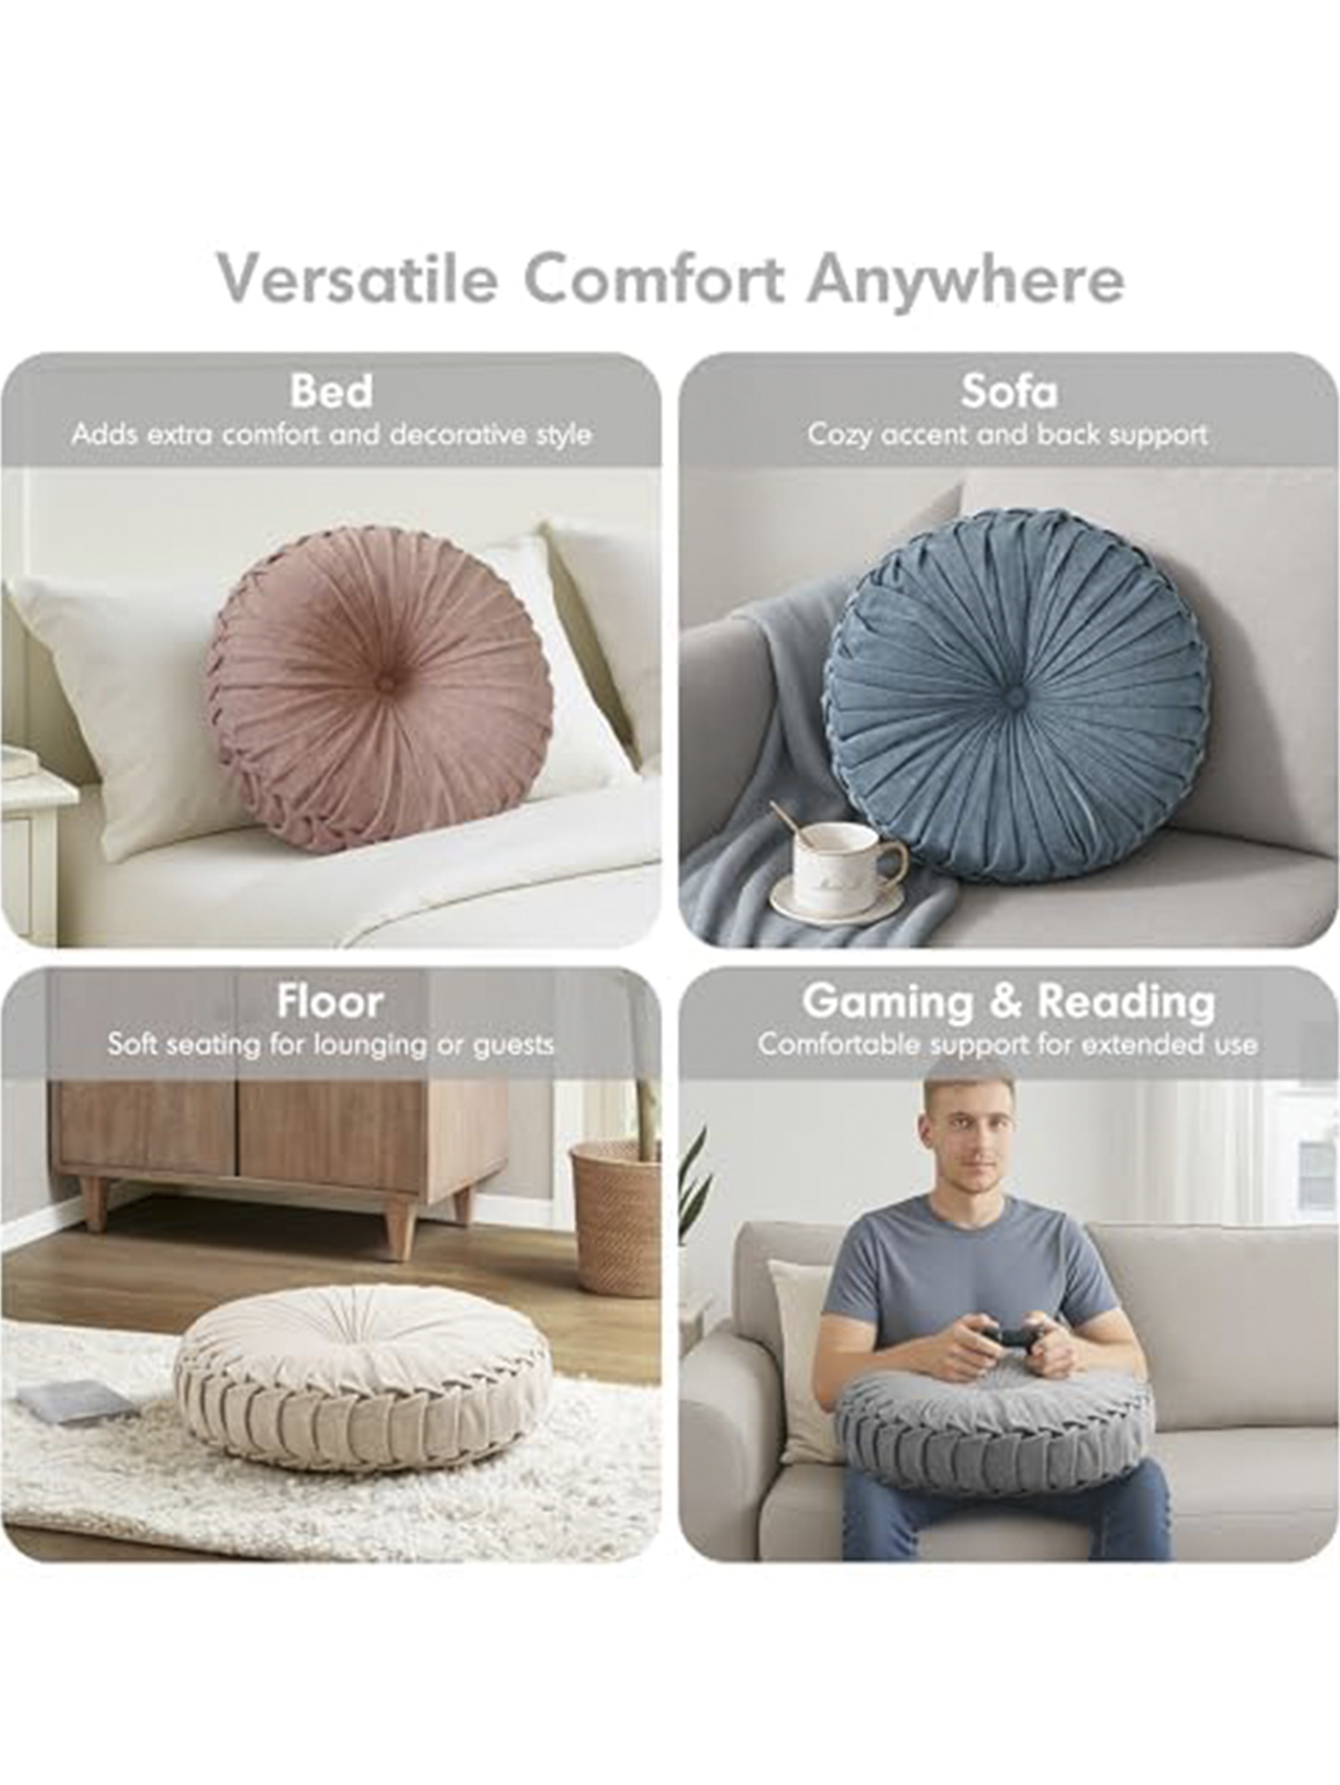 Versatile Comfort Anywhere
Bed
Adds extra comfort and decorative style
Sofa
Cozy accent and back support
Floor
Soft seating for lounging or guests
Gaming & Reading
Comfortable support for extended use